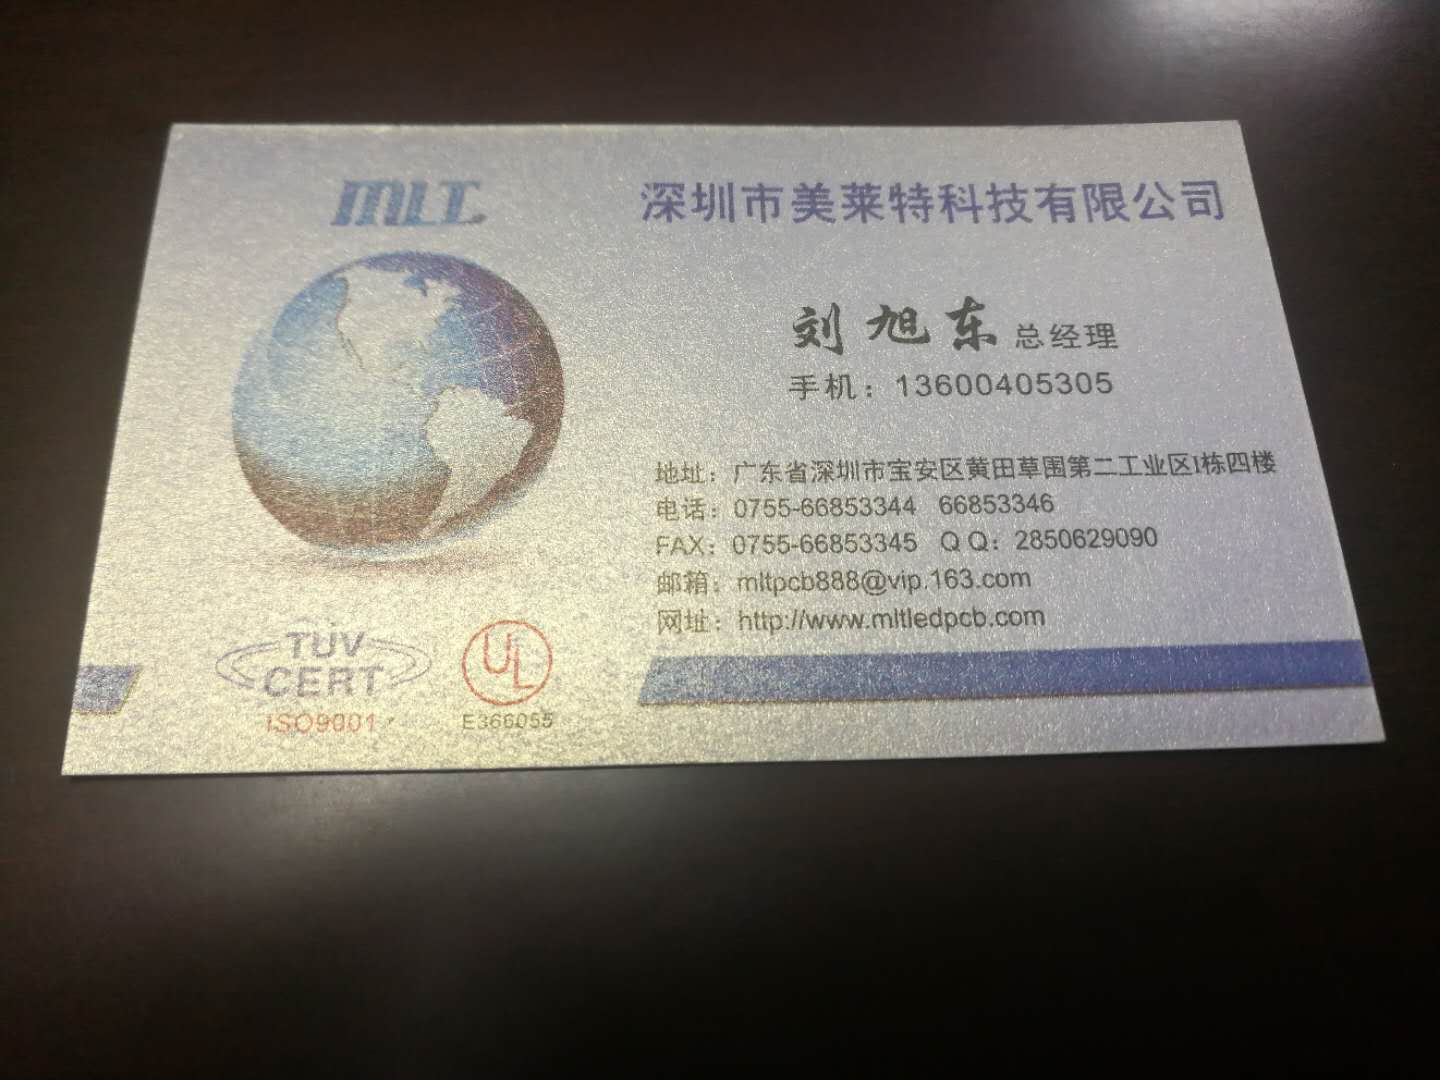 MLT
深圳市美莱特科技有限公司
刘旭东 总经理
手机：13600405305
地址：广东省深圳市宝安区黄田草围第二工业区I栋四楼
电话：0755-66853344 66853346
FAX：0755-66853345 QQ：2850629090
邮箱：mltpcb888@vip.163.com
网址：http://www.mltledpcb.com
TUV
CERT
ISO9001
UL
E366055